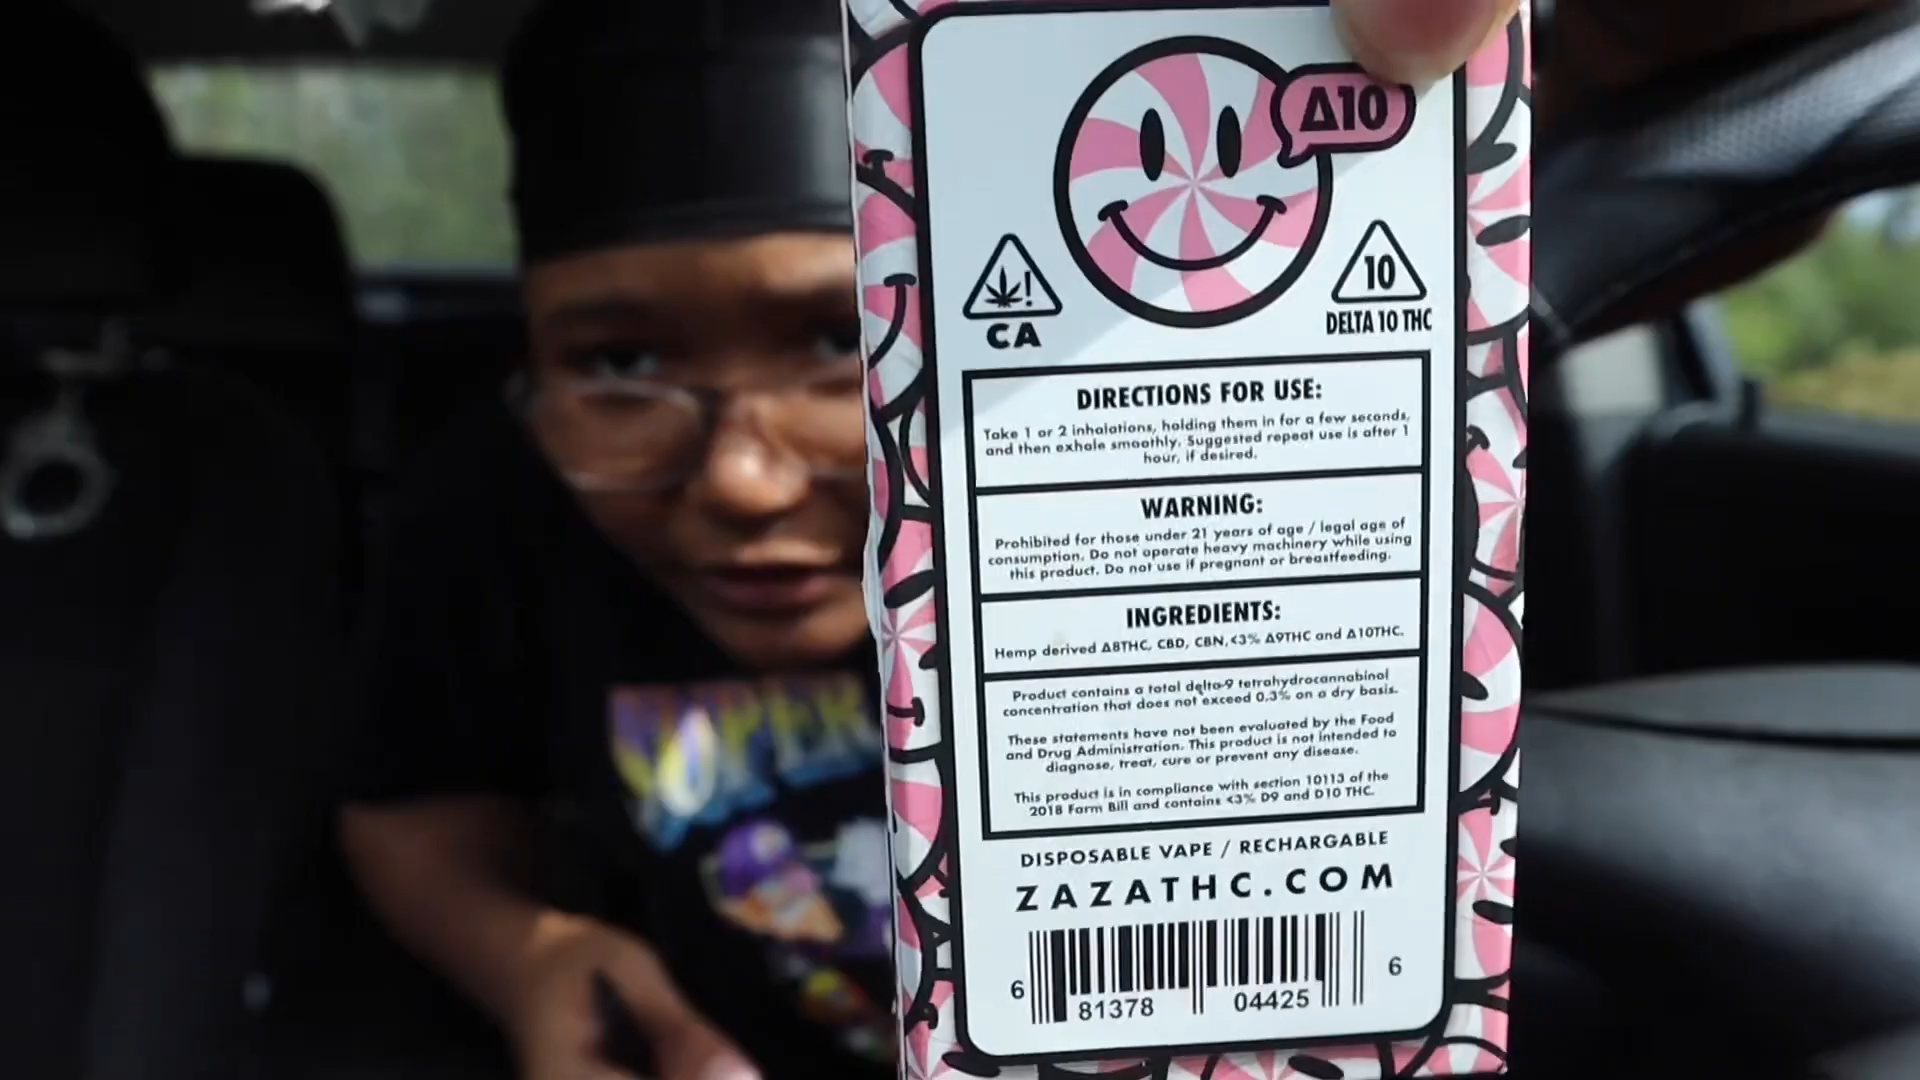 Δ10
10
CA
DELTA 10 THC
DIRECTIONS FOR USE:
Take 1 or 2 inhalations, holding them in for a few seconds,
and then exhale smoothly. Suggested repeat use is after 1
hour, if desired.
WARNING:
Prohibited for those under 21 years of age / legal age of
consumption. Do not operate heavy machinery while using
this product. Do not use if pregnant or breastfeeding.
INGREDIENTS:
Hemp derived Δ8THC, CBD, CBN, <3% Δ9THC and Δ10THC.
Product contains a total delta-9 tetrahydrocannabinol
concentration that does not exceed 0.3% on a dry basis.
These statements have not been evaluated by the Food
and Drug Administration. This product is not intended to
diagnose, treat, cure or prevent any disease.
This product is in compliance with section 10113 of the
2018 Farm Bill and contains <3% D9 and D10 THC.
DISPOSABLE VAPE / RECHARGABLE
ZAZATHC.COM
6 81378 04425 6